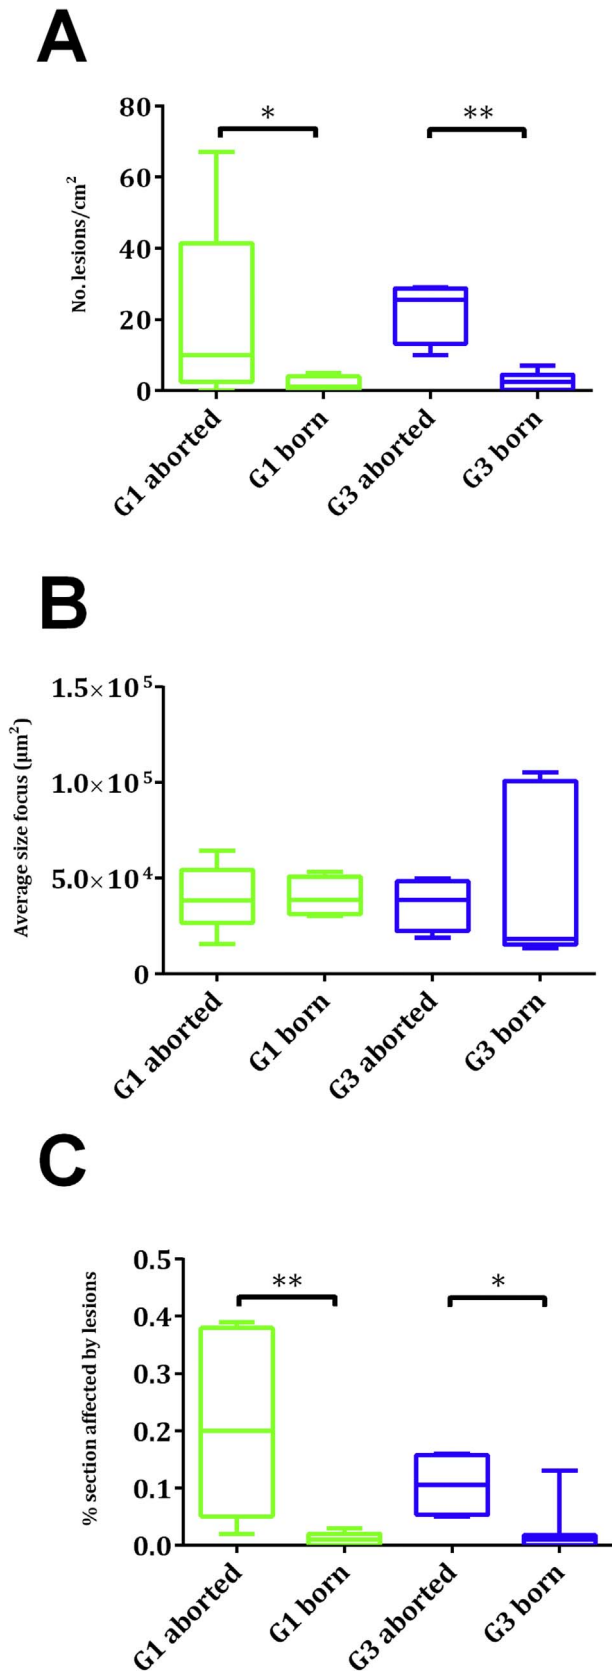 A
No. lesions/cm²
80
60
40
20
0
*
**
G1 aborted
G1 born
G3 aborted
G3 born
B
Average size focus (µm²)
1.5×10⁵
1.0×10⁵
5.0×10⁴
0
G1 aborted
G1 born
G3 aborted
G3 born
C
% section affected by lesions
0.5
0.4
0.3
0.2
0.1
0.0
**
*
G1 aborted
G1 born
G3 aborted
G3 born